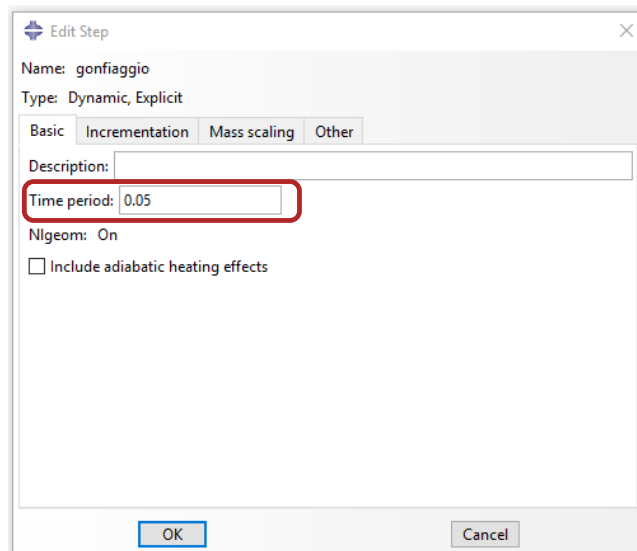 Edit Step
Name: gonfiaggio
Type: Dynamic, Explicit
Basic Incrementation Mass scaling Other
Description:
Time period: 0.05
Nlgeom: On
Include adiabatic heating effects
OK Cancel